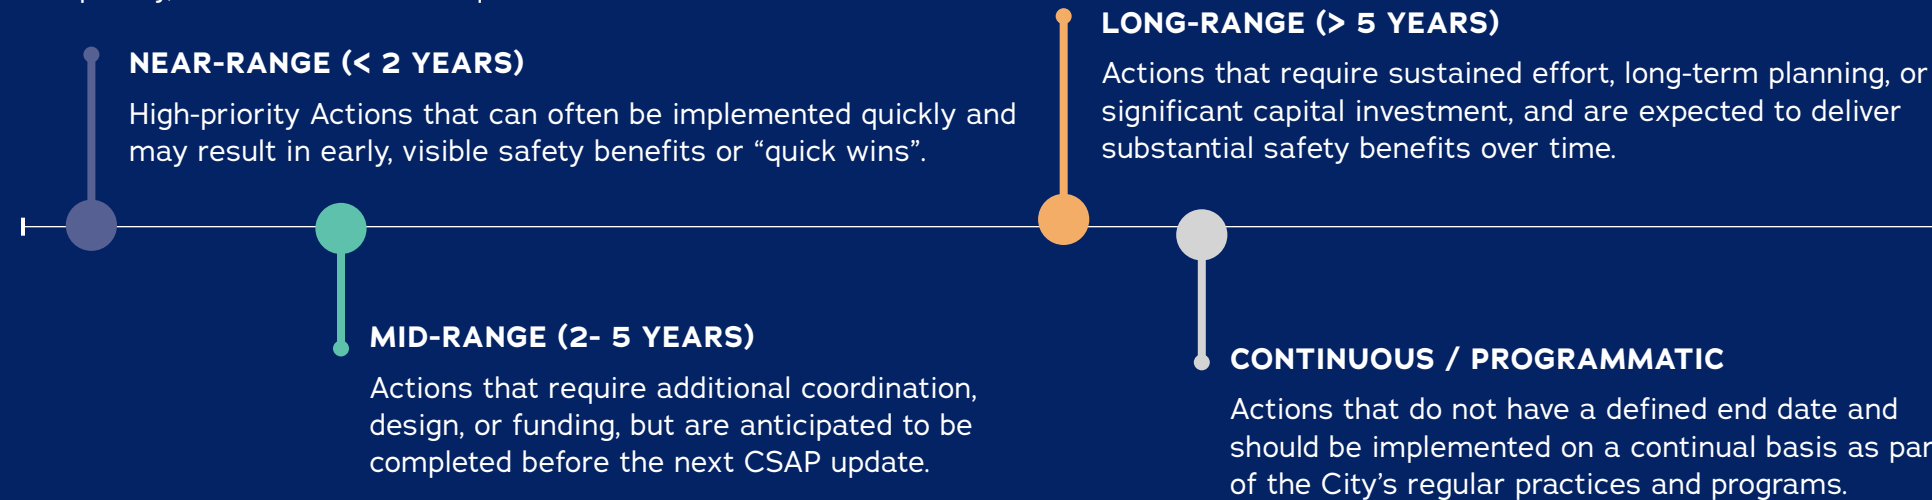 NEAR-RANGE (< 2 YEARS)
High-priority Actions that can often be implemented quickly and
may result in early, visible safety benefits or “quick wins”.
MID-RANGE (2- 5 YEARS)
Actions that require additional coordination,
design, or funding, but are anticipated to be
completed before the next CSAP update.
LONG-RANGE (> 5 YEARS)
Actions that require sustained effort, long-term planning, or
significant capital investment, and are expected to deliver
substantial safety benefits over time.
CONTINUOUS / PROGRAMMATIC
Actions that do not have a defined end date and
should be implemented on a continual basis as par
of the City’s regular practices and programs.